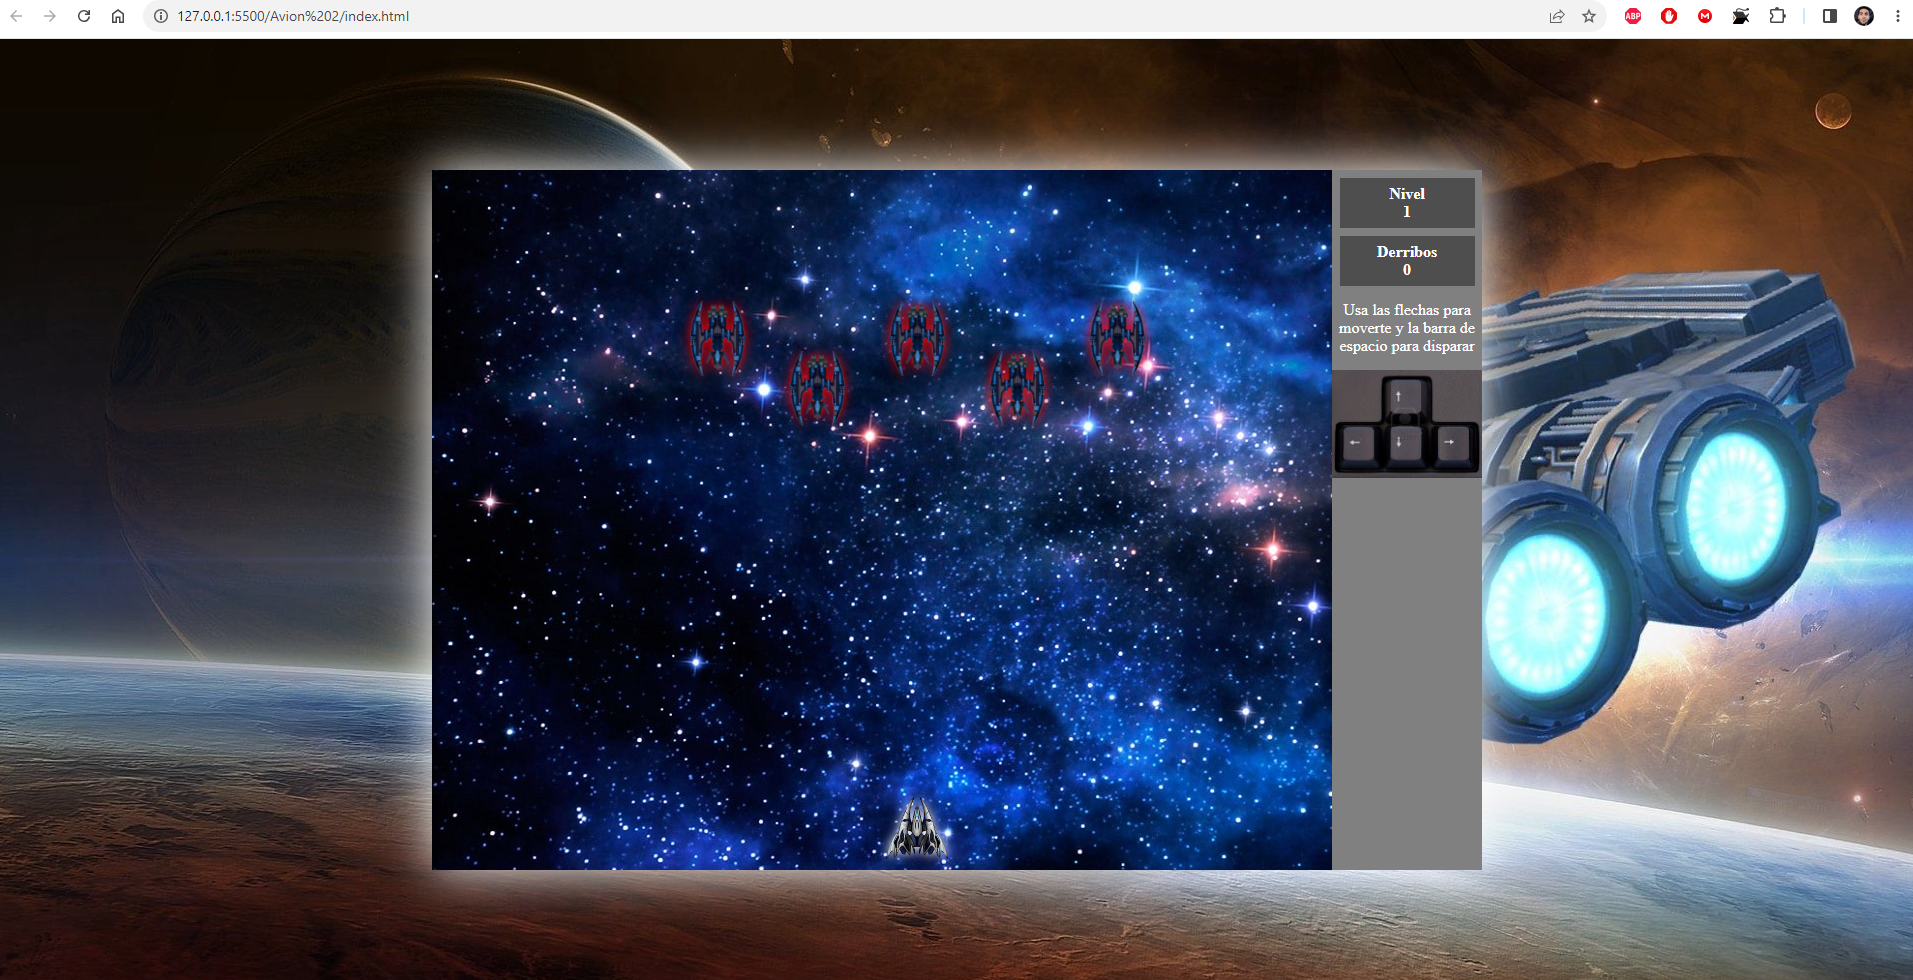 127.0.0.1:5500/Avion%202/index.html
ABP
M
Nivel
1
Derribos
0
Usa las flechas para
moverte y la barra de
espacio para disparar
↑
← ↓ →